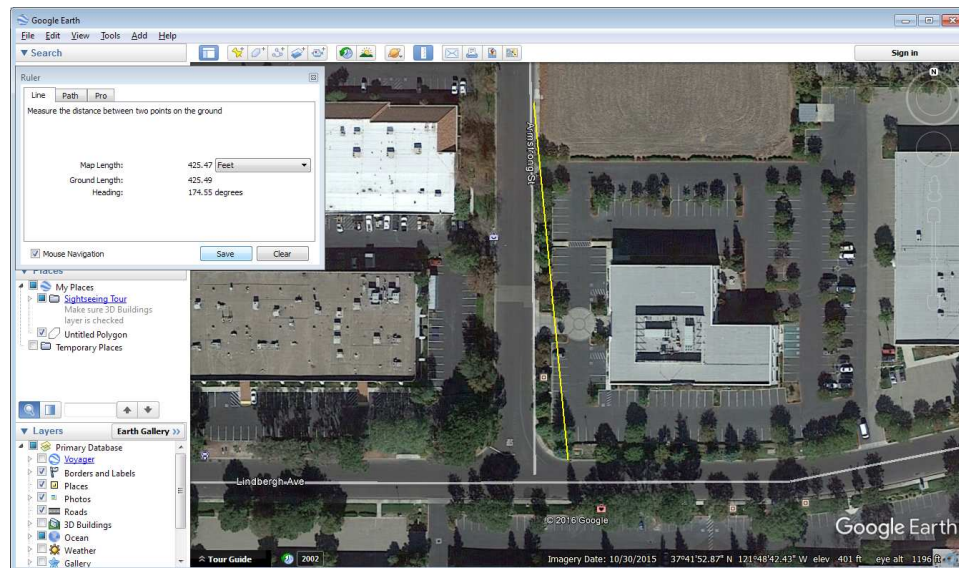 Google Earth
File Edit View Tools Add Help
Search
Sign in
Ruler
Line Path Pro
Measure the distance between two points on the ground
Map Length: 425.47 Feet
Ground Length: 425.49
Heading: 174.55 degrees
Mouse Navigation Save Clear
Places
My Places
Sightseeing Tour
Make sure 3D Buildings
layer is checked
Untitled Polygon
Temporary Places
Layers Earth Gallery >>
Primary Database
Voyager
Borders and Labels
Places
Photos
Roads
3D Buildings
Ocean
Weather
Gallery
N
Armstrong St
Lindbergh Ave
© 2016 Google
Google Earth
Tour Guide 2002
Imagery Date: 10/30/2015 37°41'52.87" N 121°48'42.43" W elev 401 ft eye alt 1196 ft